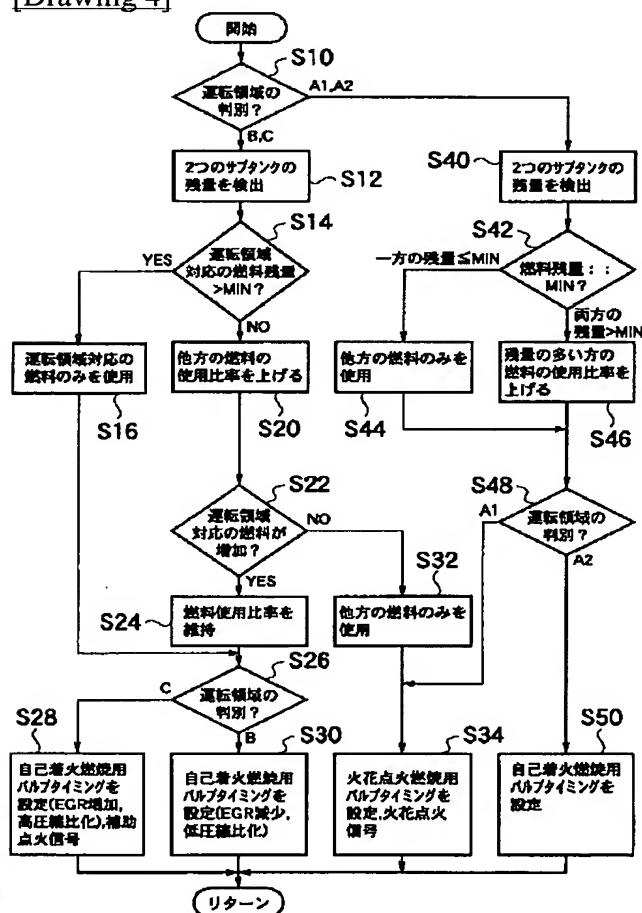 [Drawing 4]
開始
S10
運転領域の
判別?
A1,A2
B,C
2つのサブタンクの
残量を検出
S12
S40
2つのサブタンクの
残量を検出
S14
運転領域
対応の燃料残量
>MIN?
YES
NO
S42
一方の残量≦MIN
燃料残量::
MIN?
両方の
残量>MIN
運転領域対応の
燃料のみを使用
S16
他方の燃料の
使用比率を上げる
S20
他方の燃料のみを
使用
S44
残量の多い方の
燃料の使用比率を
上げる
S46
S22
運転領域
対応の燃料が
増加?
NO
YES
S48
A1
運転領域の
判別?
A2
S24
燃料使用比率を
維持
S32
他方の燃料のみを
使用
S26
C
運転領域の
判別?
B
S28
自己着火燃焼用
バルブタイミングを
設定(EGR増加,
高圧縮比化),補助
点火信号
S30
自己着火燃焼用
バルブタイミングを
設定(EGR減少,
低圧縮比化)
S34
火花点火燃焼用
バルブタイミングを
設定,火花点火
信号
S50
自己着火燃焼用
バルブタイミングを
設定
リターン